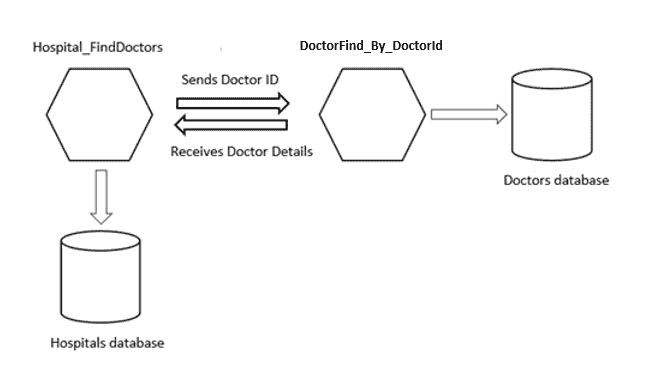 Hospital_FindDoctors
DoctorFind_By_DoctorId
Sends Doctor ID
Receives Doctor Details
Doctors database
Hospitals database